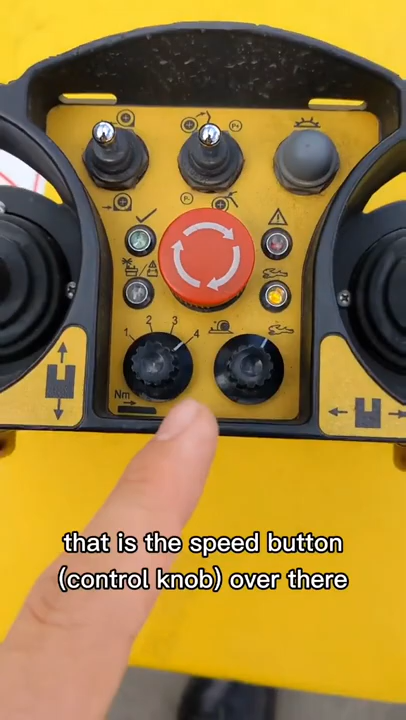 P+
P-
1 2 3 4
Nm
that is the speed button
(control knob) over there